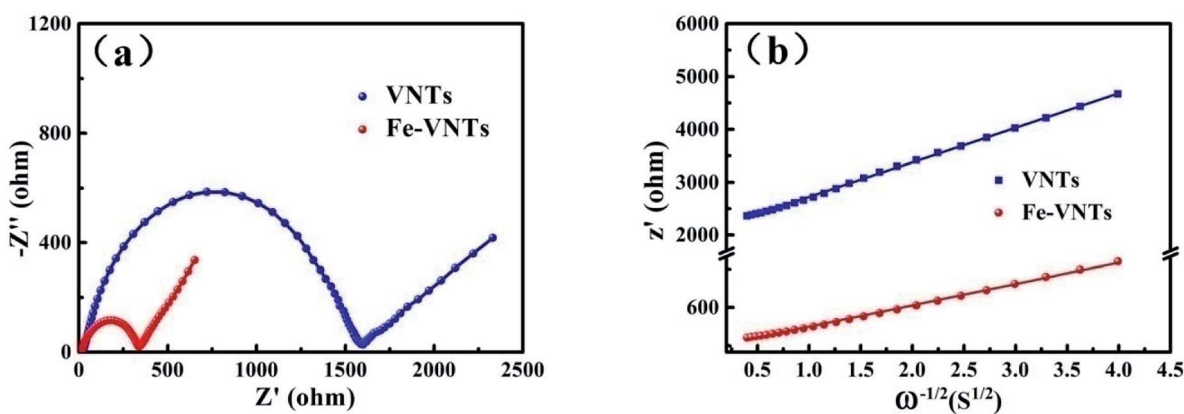 (a)
1200
800
400
0
-Z'' (ohm)
VNTs
Fe-VNTs
0 500 1000 1500 2000 2500
Z' (ohm)
(b)
6000
5000
4000
3000
2000
600
z' (ohm)
VNTs
Fe-VNTs
0.5 1.0 1.5 2.0 2.5 3.0 3.5 4.0 4.5
ω-1/2(S1/2)